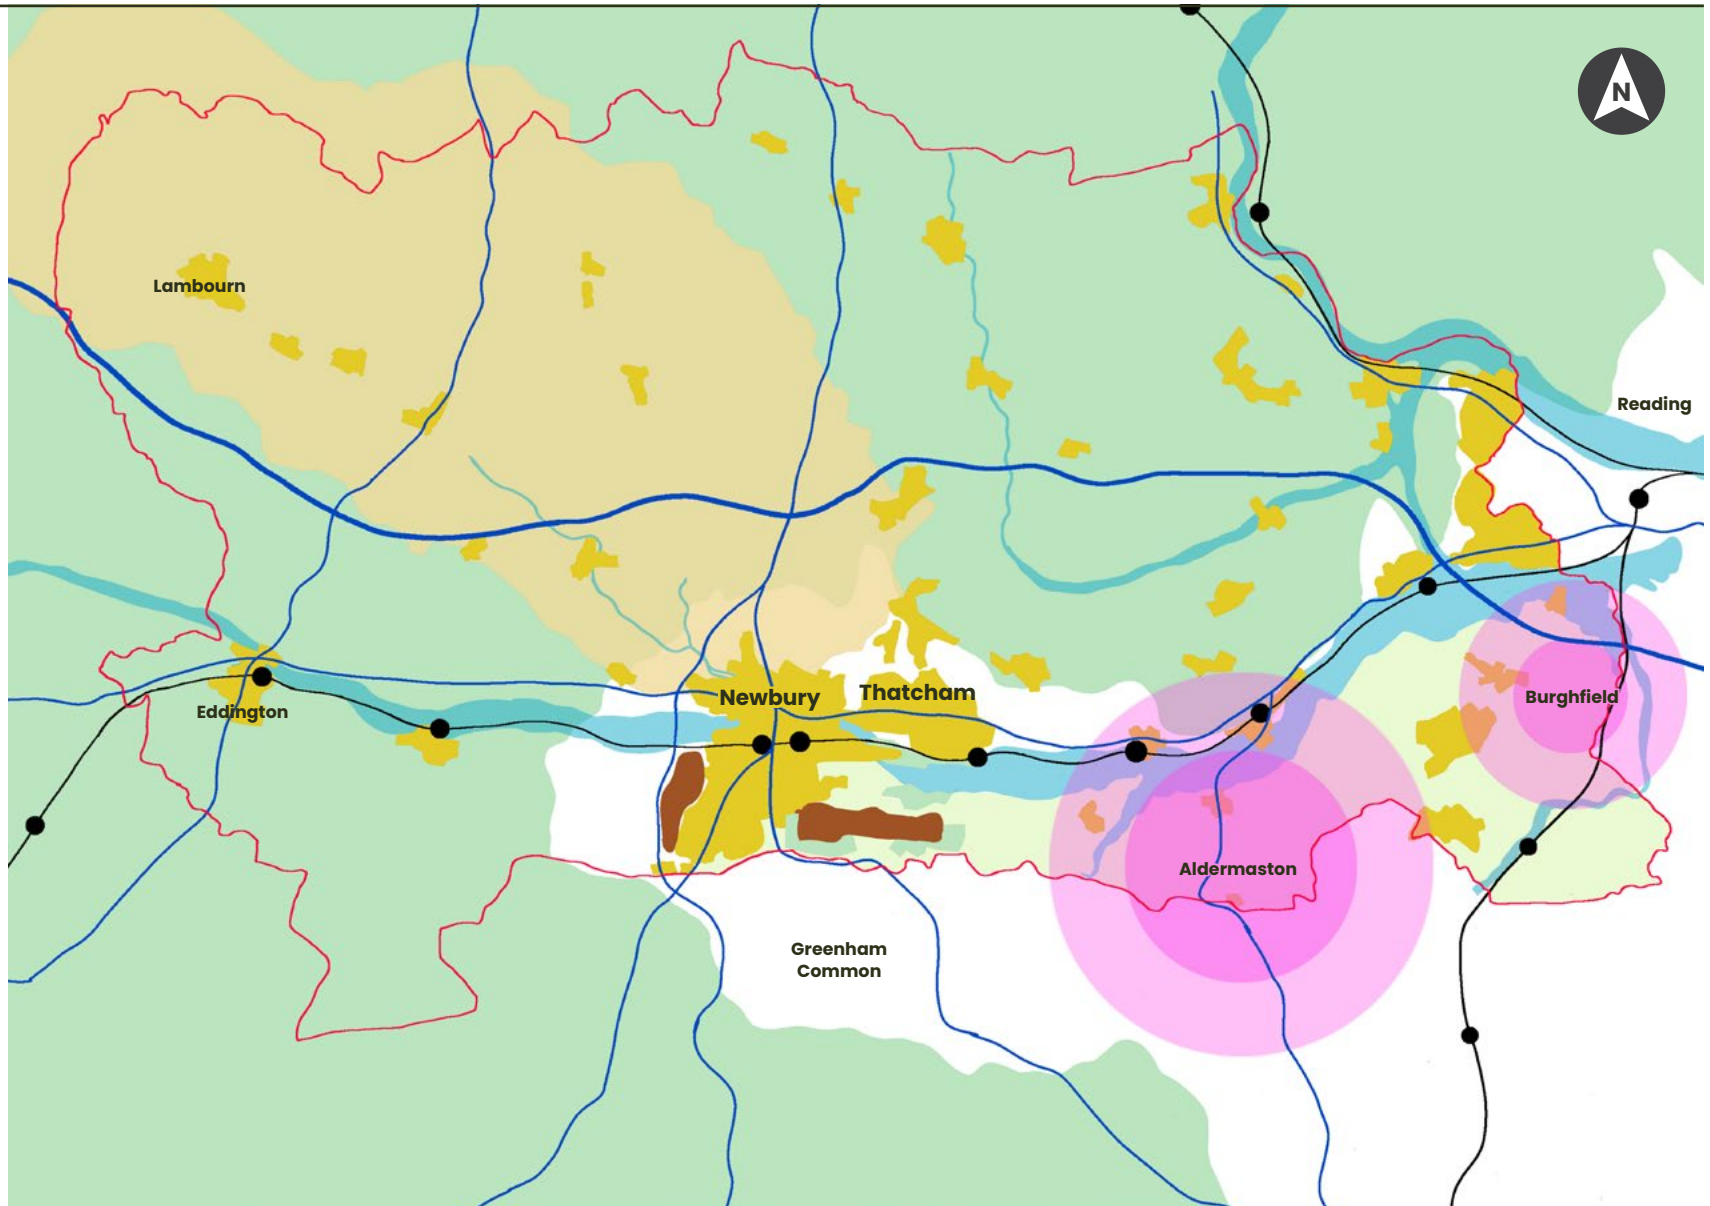 N
Lambourn
Reading
Newbury
Thatcham
Burghfield
Eddington
Aldermaston
Greenham
Common